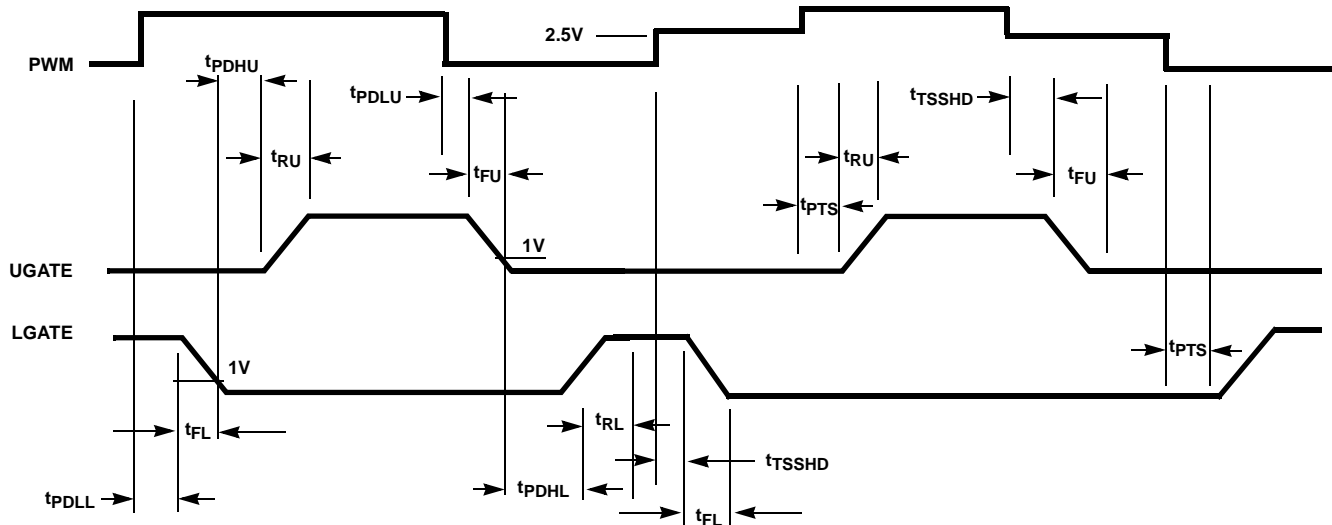 2.5V
PWM
tPDHU
tPDLU
tTSSHD
tRU
tRU
tFU
tFU
tPTS
1V
UGATE
LGATE
tPTS
1V
tRL
tFL
tTSSHD
tPDHL
tPDLL
tFL